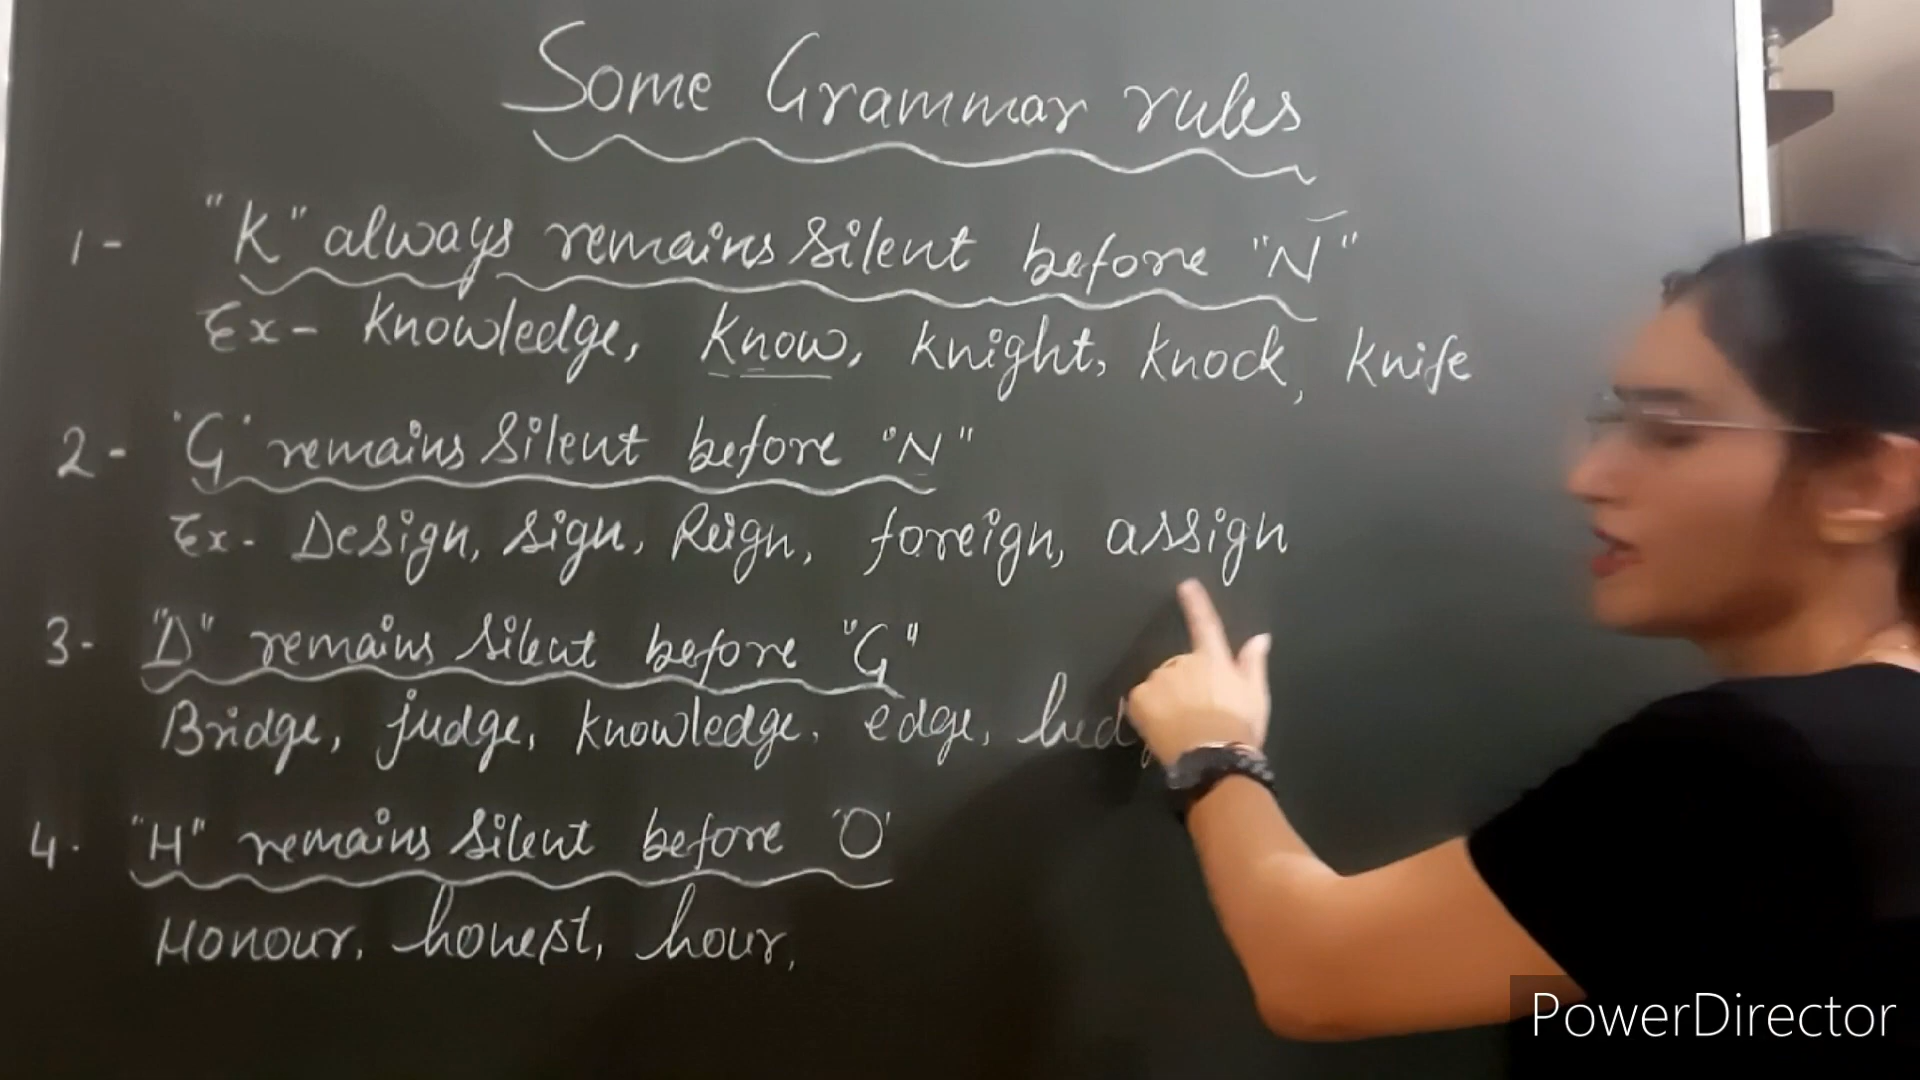 Some Grammar rules
1- "K" always remains silent before "N"
Ex- Knowledge, Know, Knight, Knock, Knife
2- 'G' remains silent before "N"
Ex- Design, sign, Reign, foreign, assign
3- "D" remains silent before "G"
Bridge, judge, knowledge, edge,
4. "H" remains silent before 'O'
Honour, honest, hour,
PowerDirector